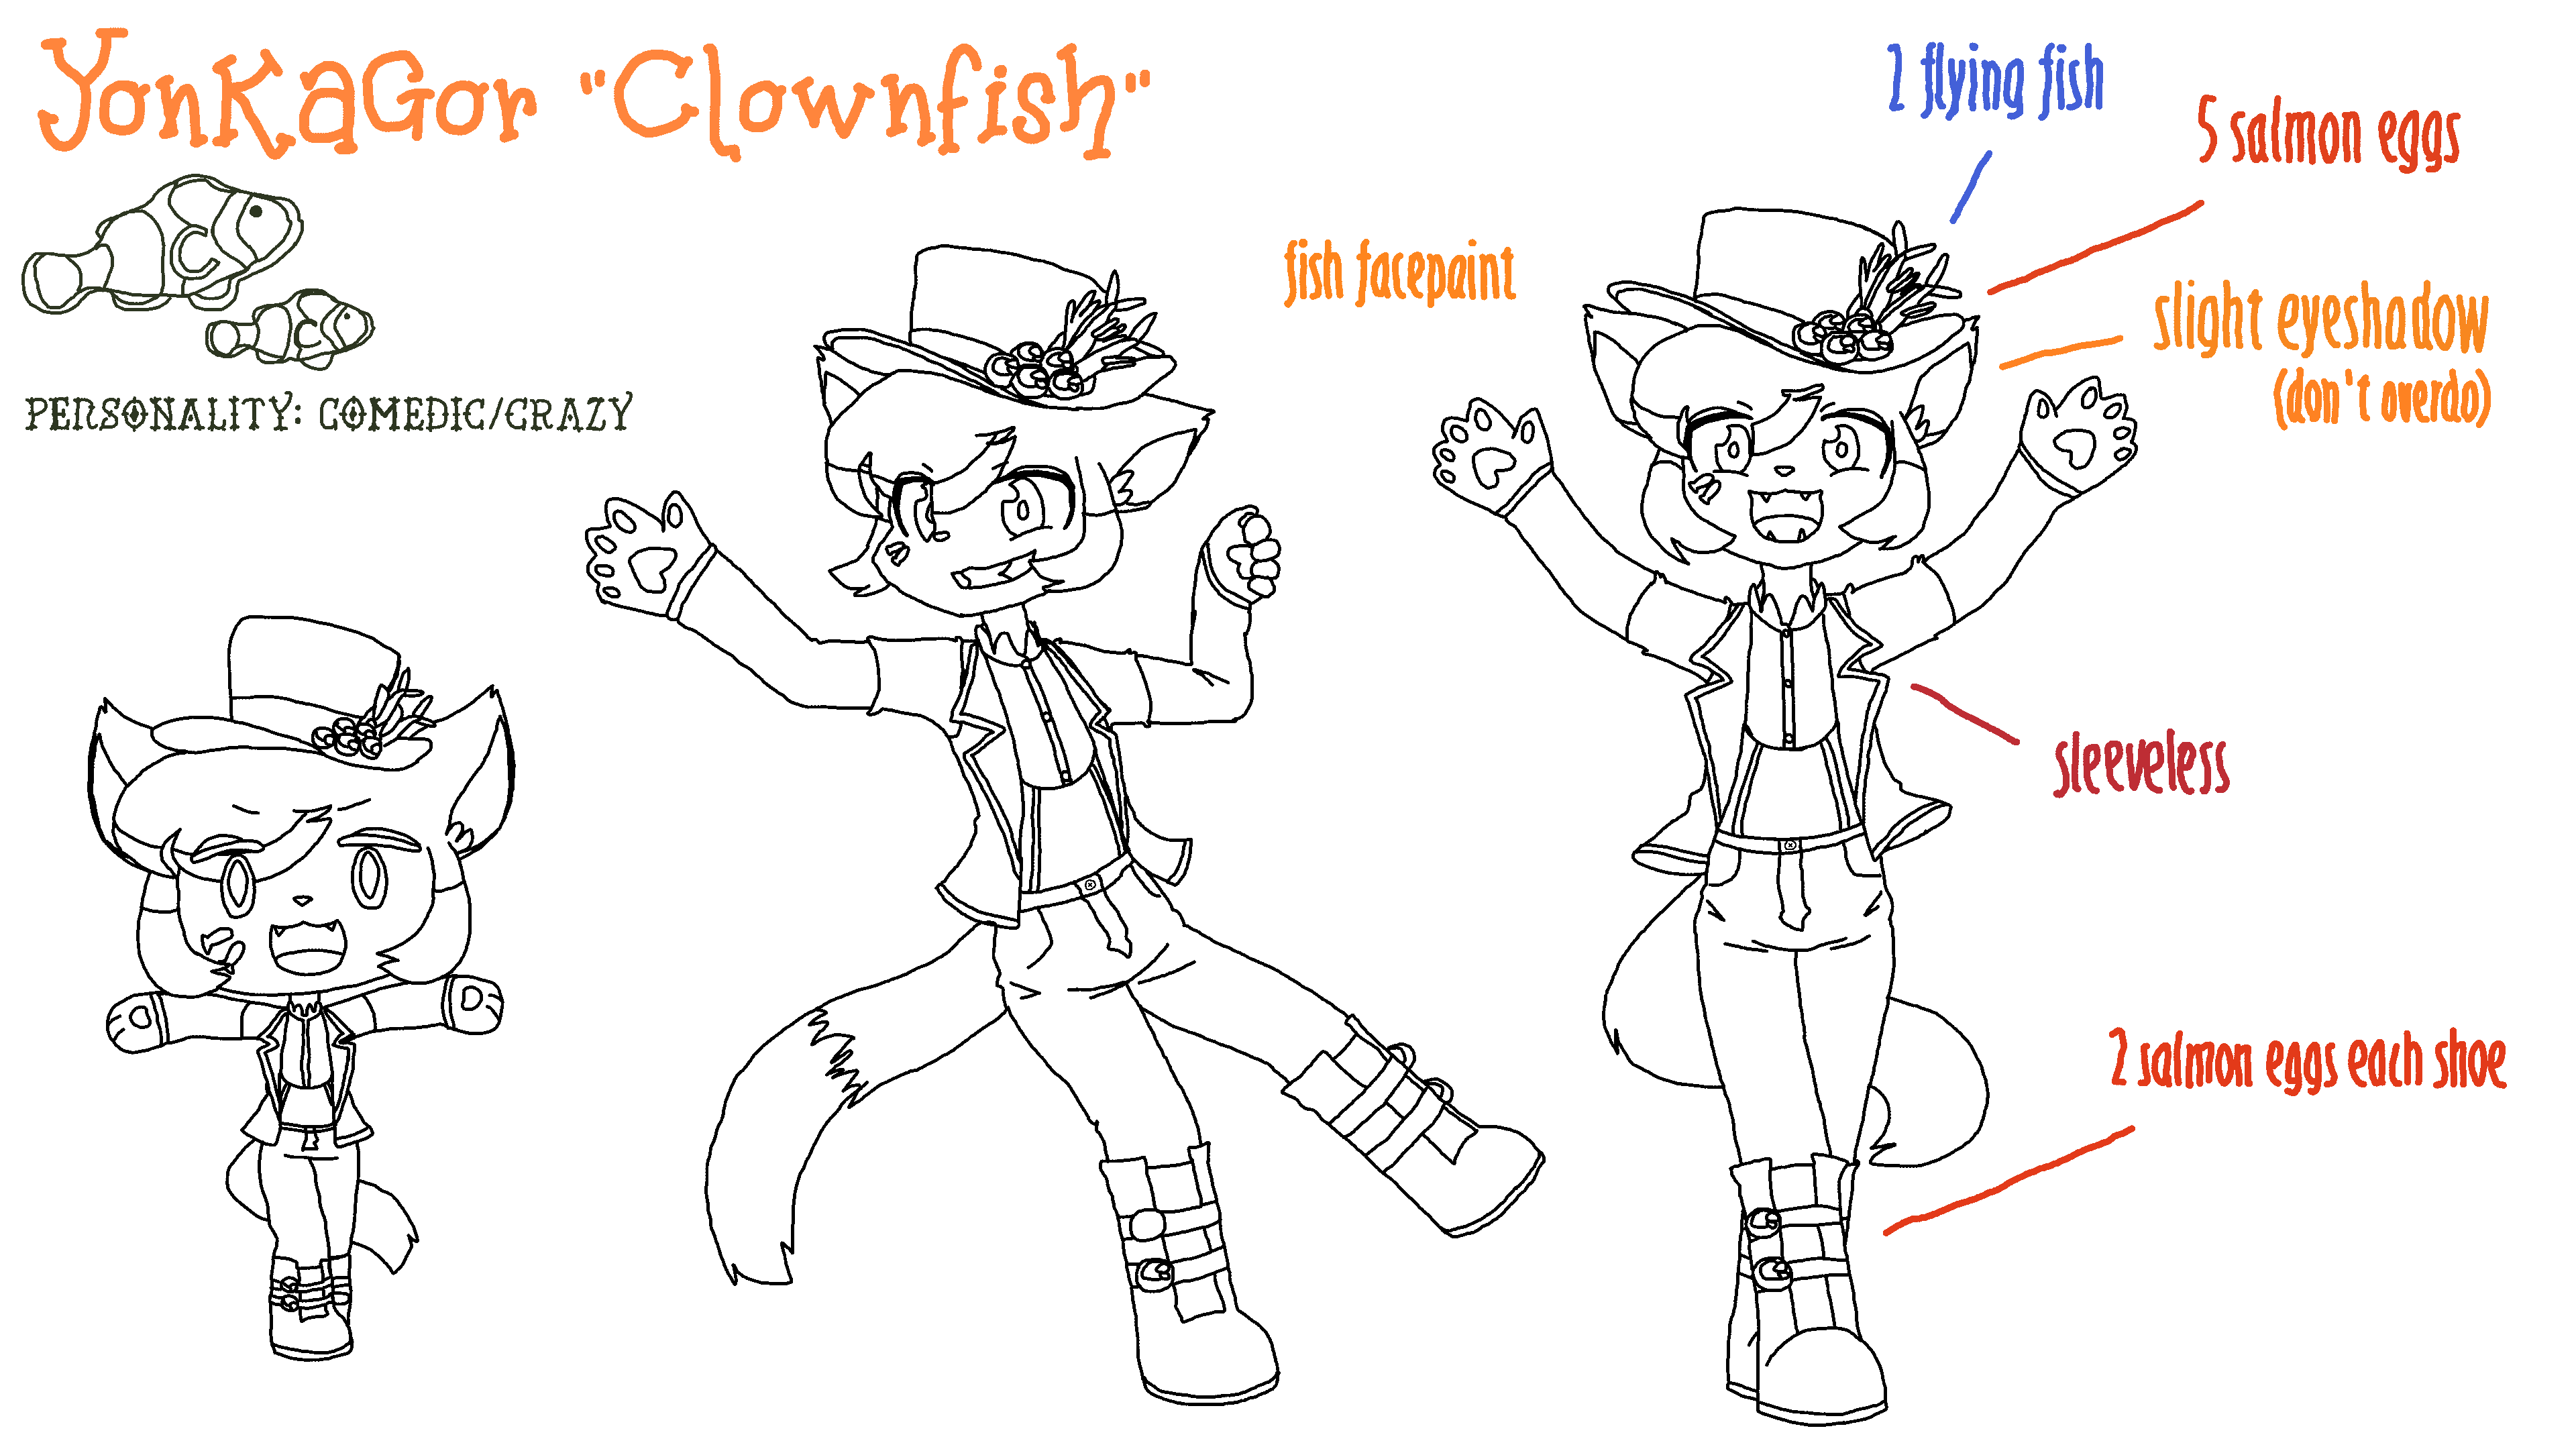 YonKaGor "Clownfish"
PERSONALITY: COMEDIC/CRAZY
fish facepaint
2 flying fish
5 salmon eggs
slight eyeshadow
(don't overdo)
sleeveless
2 salmon eggs each shoe